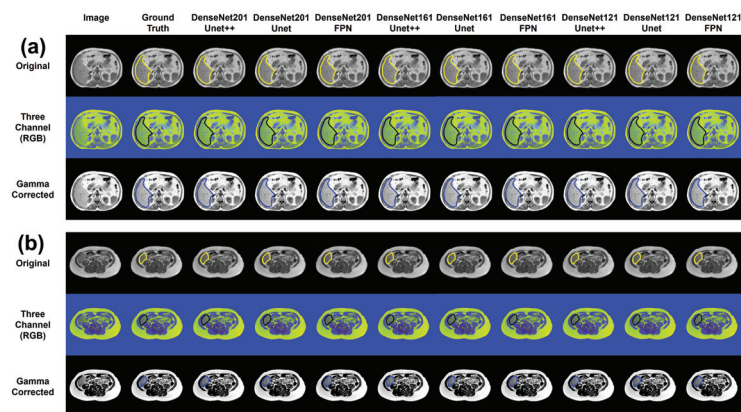 Image Ground Truth DenseNet201 Unet++ DenseNet201 Unet DenseNet201 FPN DenseNet161 Unet++ DenseNet161 Unet DenseNet161 FPN DenseNet121 Unet++ DenseNet121 Unet DenseNet121 FPN
(a)
Original
Three
Channel
(RGB)
Gamma
Corrected
(b)
Original
Three
Channel
(RGB)
Gamma
Corrected